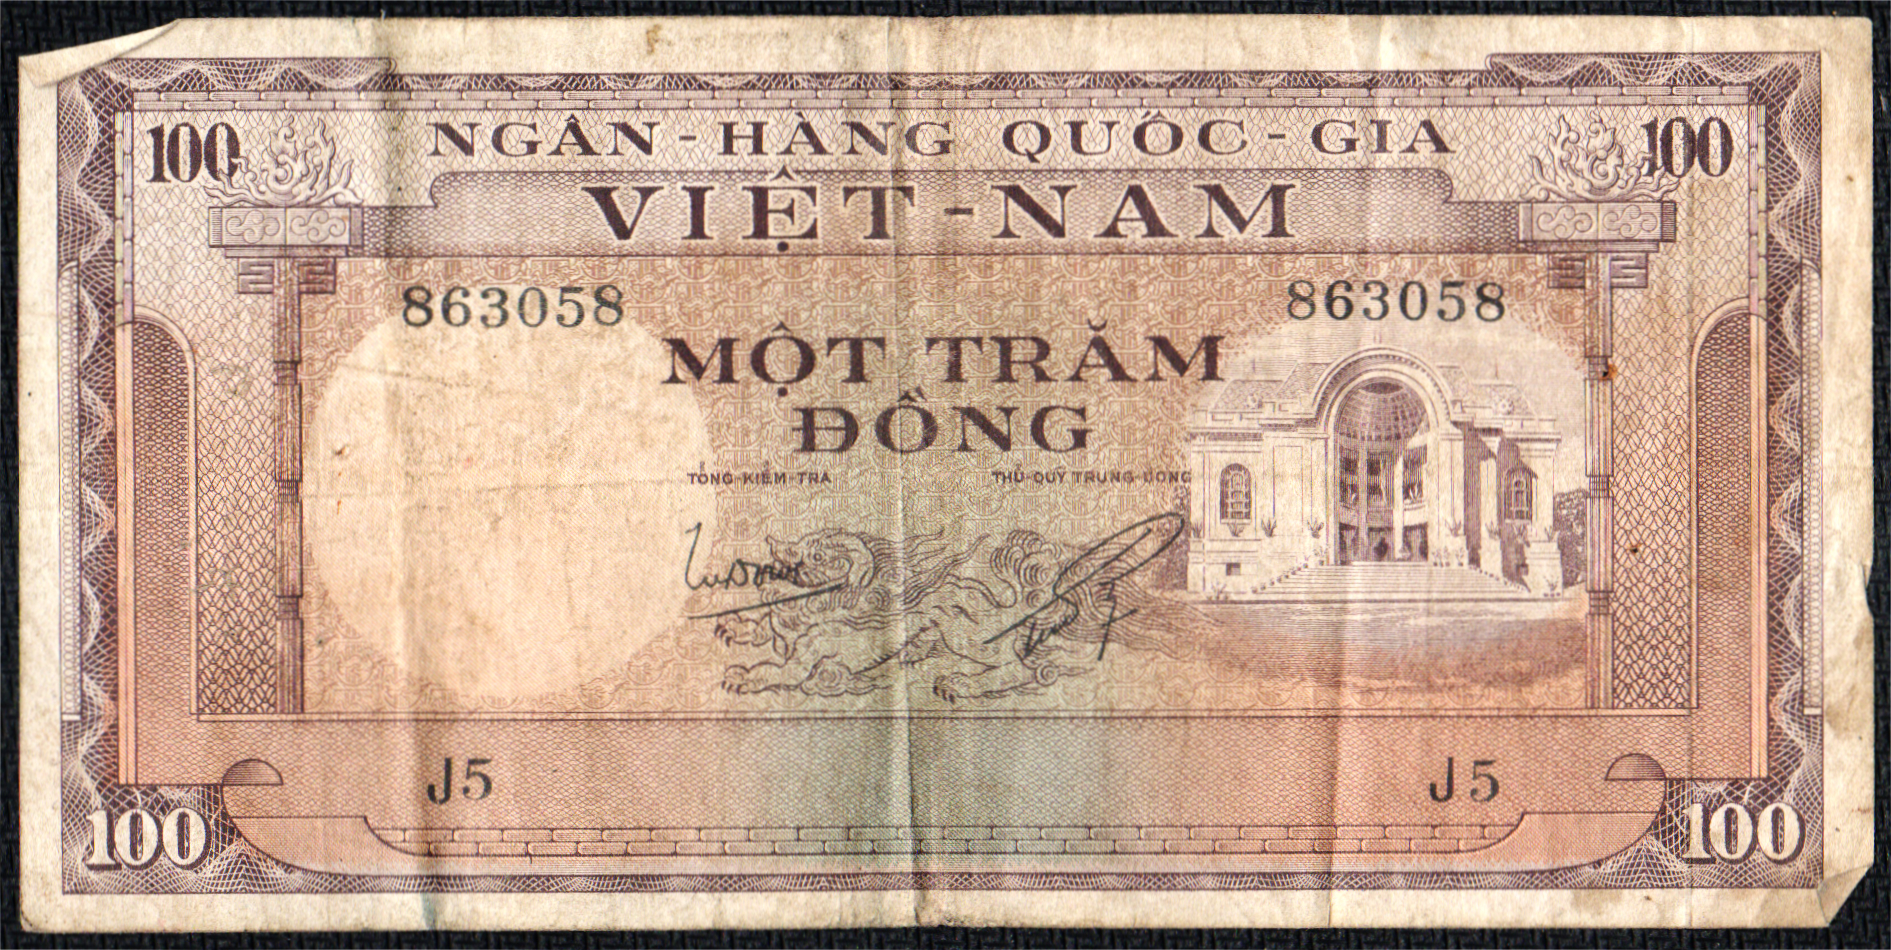 100 NGÂN-HÀNG QUỐC-GIA 100
VIỆT-NAM
863058 863058
MỘT TRĂM
ĐỒNG
TỔNG-KIỂM-TRA THỦ-QUỸ TRUNG-ƯƠNG
J5 J5
100 100